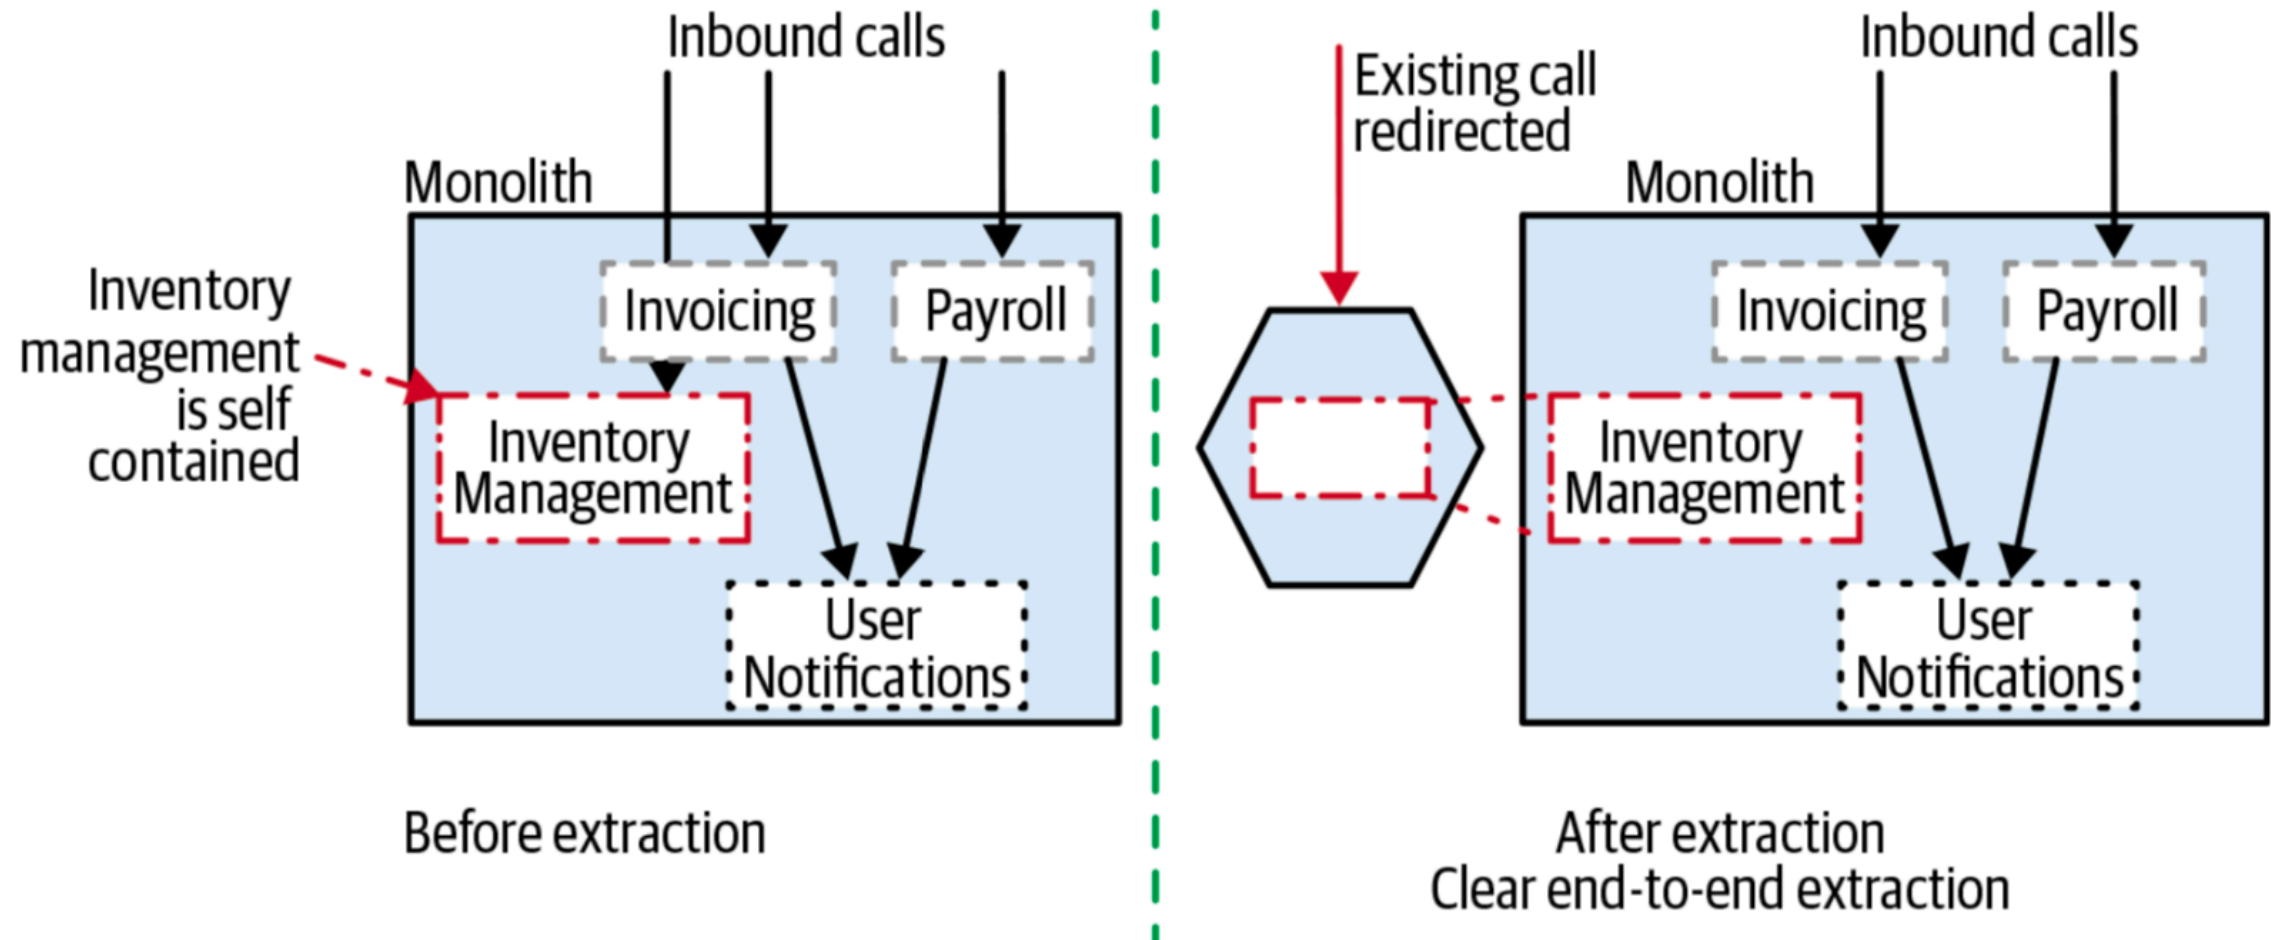 Inbound calls
Monolith
Inventory
management
is self
contained
Invoicing
Payroll
Inventory
Management
User
Notifications
Before extraction
Existing call
redirected
Inbound calls
Monolith
Invoicing
Payroll
Inventory
Management
User
Notifications
After extraction
Clear end-to-end extraction